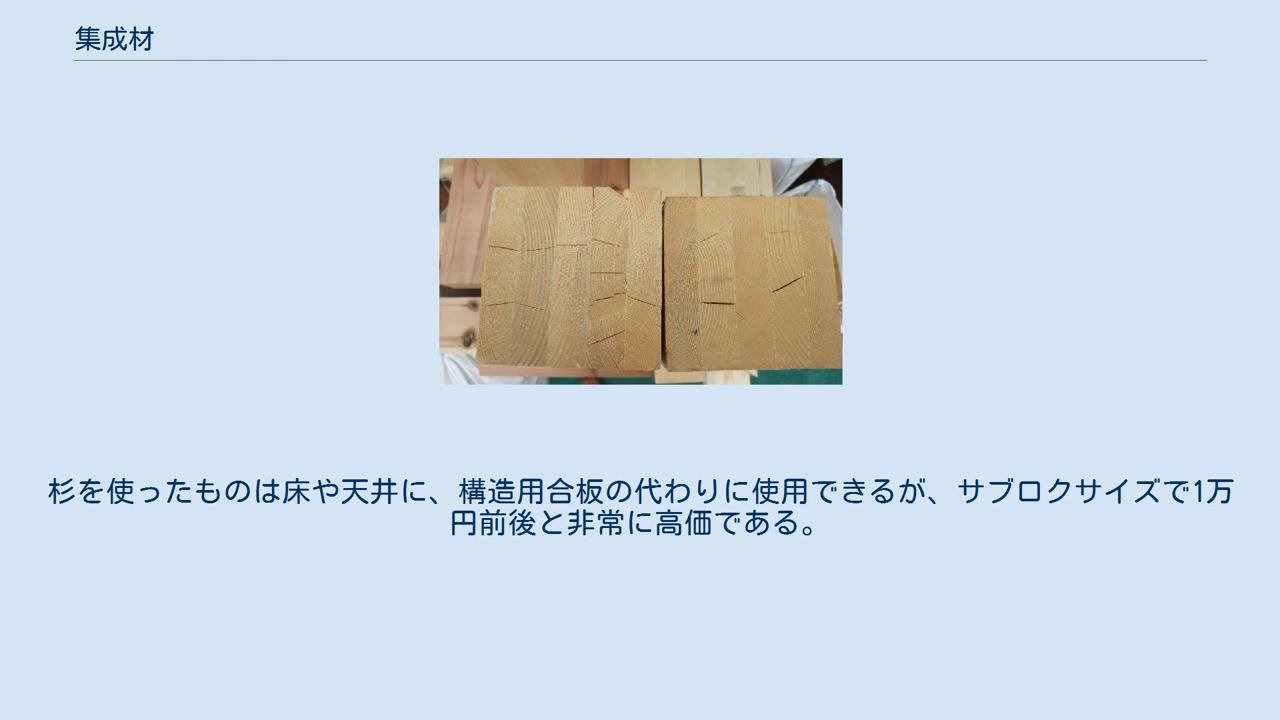 集成材
杉を使ったものは床や天井に、構造用合板の代わりに使用できるが、サブロクサイズで1万
円前後と非常に高価である。